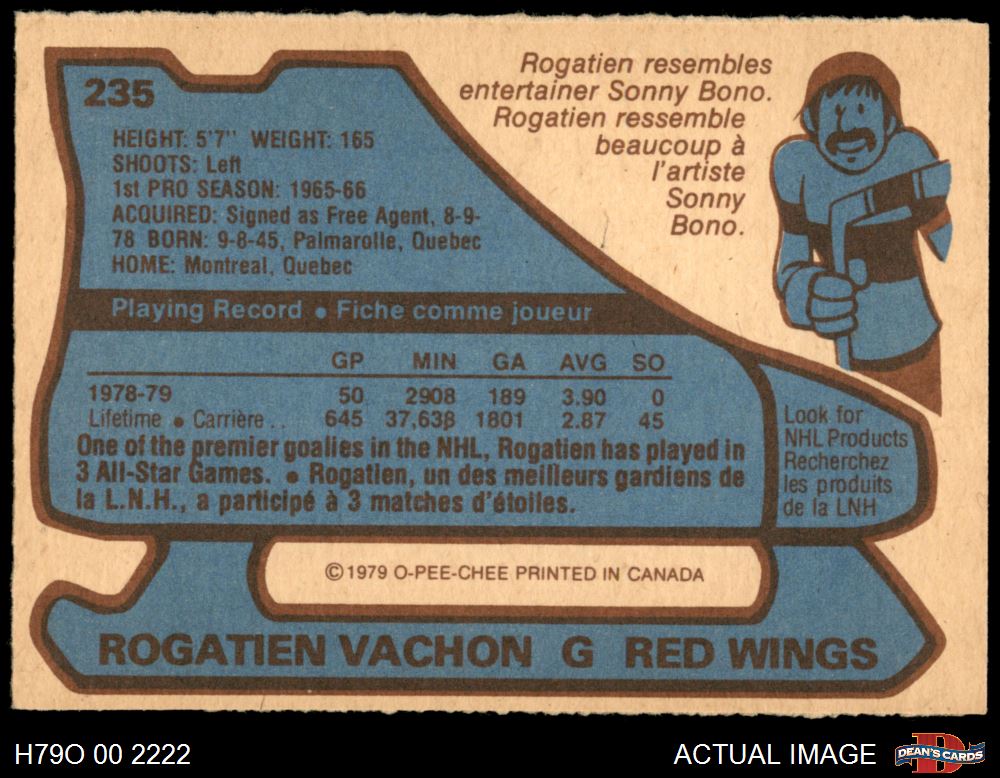 235
HEIGHT: 5'7" WEIGHT: 165
SHOOTS: Left
1st PRO SEASON: 1965-66
ACQUIRED: Signed as Free Agent, 8-9-
78 BORN: 9-8-45, Palmarolle, Quebec
HOME: Montreal, Quebec
Rogatien resembles
entertainer Sonny Bono.
Rogatien ressemble
beaucoup à
l'artiste
Sonny
Bono.
Playing Record • Fiche comme joueur
GP MIN GA AVG SO
1978-79 50 2908 189 3.90 0
Lifetime • Carrière . . 645 37,638 1801 2.87 45
One of the premier goalies in the NHL, Rogatien has played in
3 All-Star Games. • Rogatien, un des meilleurs gardiens de
la L.N.H., a participé à 3 matches d'étoiles.
Look for
NHL Products
Recherchez
les produits
de la LNH
© 1979 O-PEE-CHEE PRINTED IN CANADA
ROGATIEN VACHON G RED WINGS
H79O 00 2222
ACTUAL IMAGE
DEAN'S CARDS